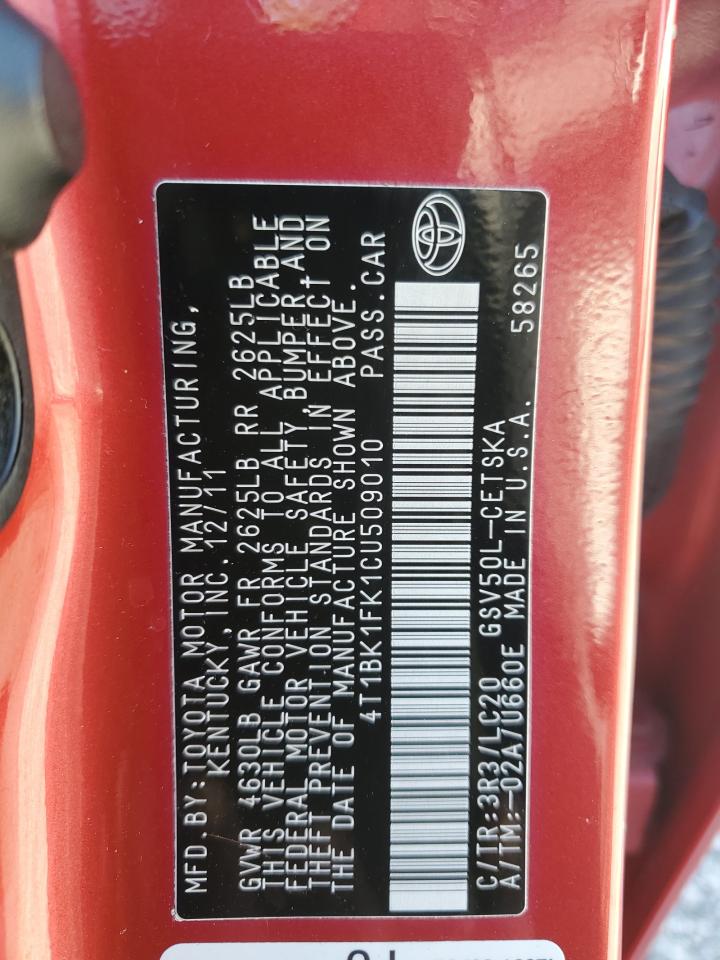 MFD.BY:TOYOTA MOTOR MANUFACTURING,
KENTUCKY, INC. 12/11
GVWR 4630LB GAWR FR 2625LB RR 2625LB
THIS VEHICLE CONFORMS TO ALL APPLICABLE
FEDERAL MOTOR VEHICLE SAFETY, BUMPER AND
THEFT PREVENTION STANDARDS IN EFFECT ON
THE DATE OF MANUFACTURE SHOWN ABOVE.
4T1BK1FK1CU509010 PASS.CAR
C/TR:3R3/LC20 GSV50L-CETSKA
A/TM:-02A/U660E MADE IN U.S.A. 58265